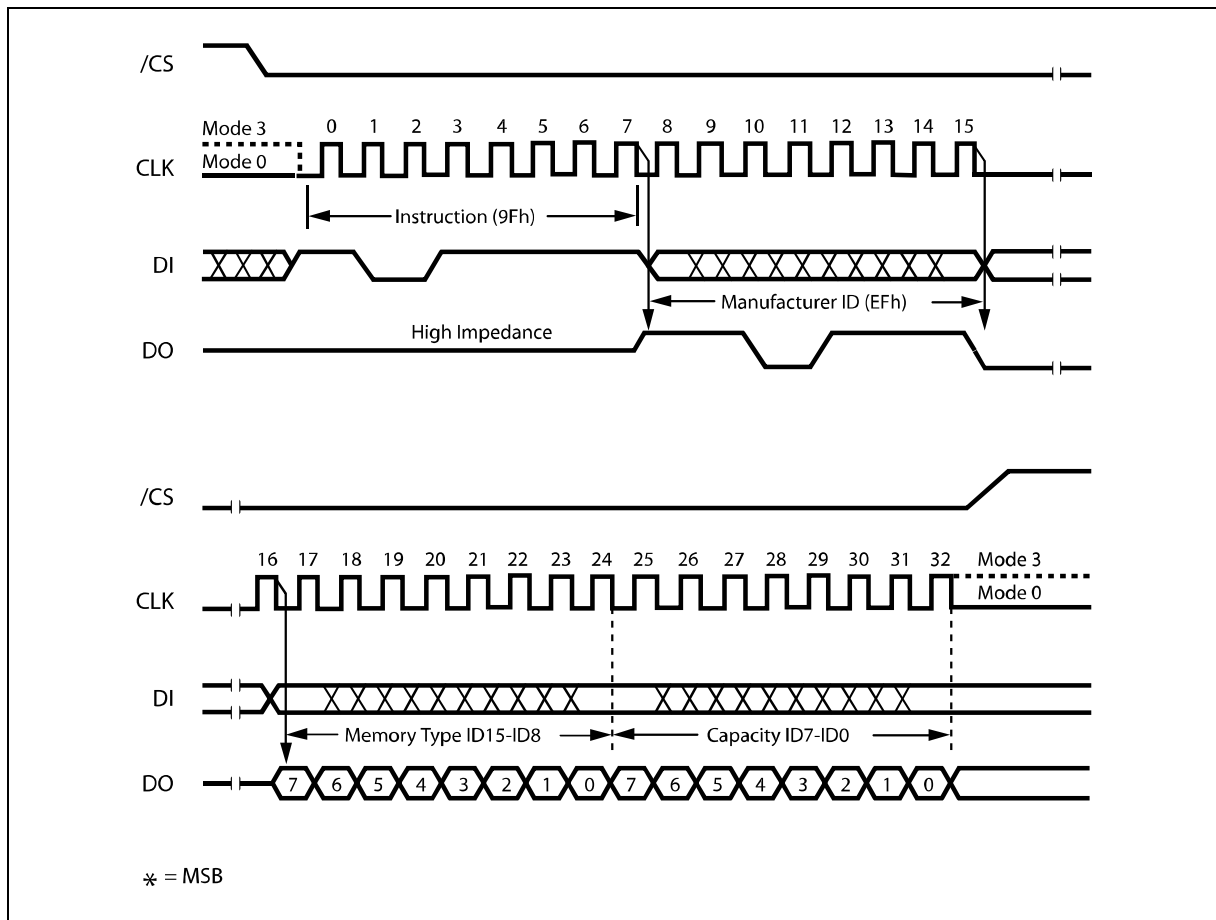 /CS
Mode 3
0 1 2 3 4 5 6 7 8 9 10 11 12 13 14 15
Mode 0
CLK
Instruction (9Fh)
DI
Manufacturer ID (EFh)
High Impedance
DO
/CS
16 17 18 19 20 21 22 23 24 25 26 27 28 29 30 31 32
Mode 3
Mode 0
CLK
DI
Memory Type ID15-ID8
Capacity ID7-ID0
DO
7 6 5 4 3 2 1 0 7 6 5 4 3 2 1 0
* = MSB